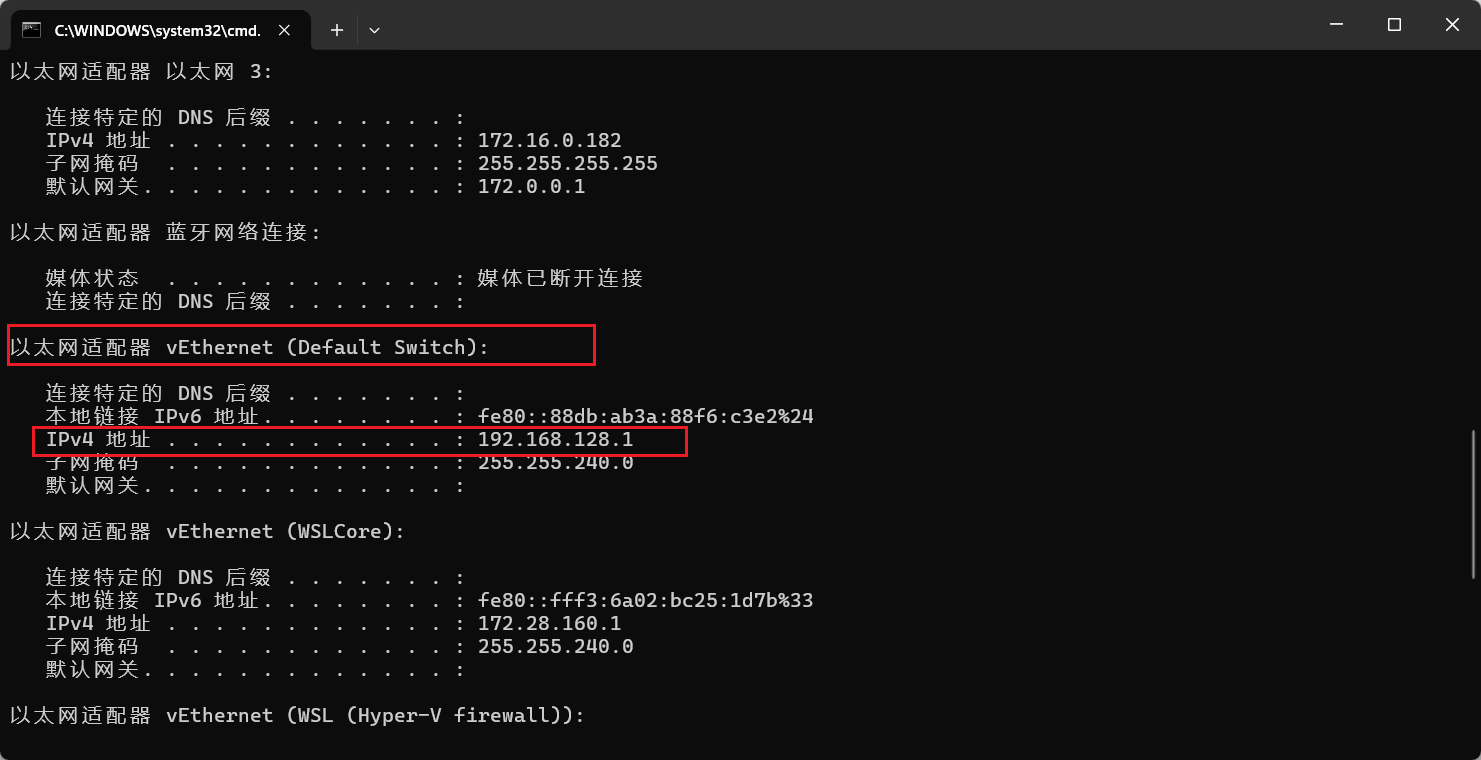 C:\WINDOWS\system32\cmd.
以太网适配器 以太网 3:
连接特定的 DNS 后缀 . . . . . . . :
IPv4 地址 . . . . . . . . . . . . : 172.16.0.182
子网掩码  . . . . . . . . . . . . : 255.255.255.255
默认网关. . . . . . . . . . . . . : 172.0.0.1
以太网适配器 蓝牙网络连接:
媒体状态  . . . . . . . . . . . . : 媒体已断开连接
连接特定的 DNS 后缀 . . . . . . . :
以太网适配器 vEthernet (Default Switch):
连接特定的 DNS 后缀 . . . . . . . :
本地链接 IPv6 地址. . . . . . . . : fe80::88db:ab3a:88f6:c3e2%24
IPv4 地址 . . . . . . . . . . . . : 192.168.128.1
子网掩码  . . . . . . . . . . . . : 255.255.240.0
默认网关. . . . . . . . . . . . . :
以太网适配器 vEthernet (WSLCore):
连接特定的 DNS 后缀 . . . . . . . :
本地链接 IPv6 地址. . . . . . . . : fe80::fff3:6a02:bc25:1d7b%33
IPv4 地址 . . . . . . . . . . . . : 172.28.160.1
子网掩码  . . . . . . . . . . . . : 255.255.240.0
默认网关. . . . . . . . . . . . . :
以太网适配器 vEthernet (WSL (Hyper-V firewall)):